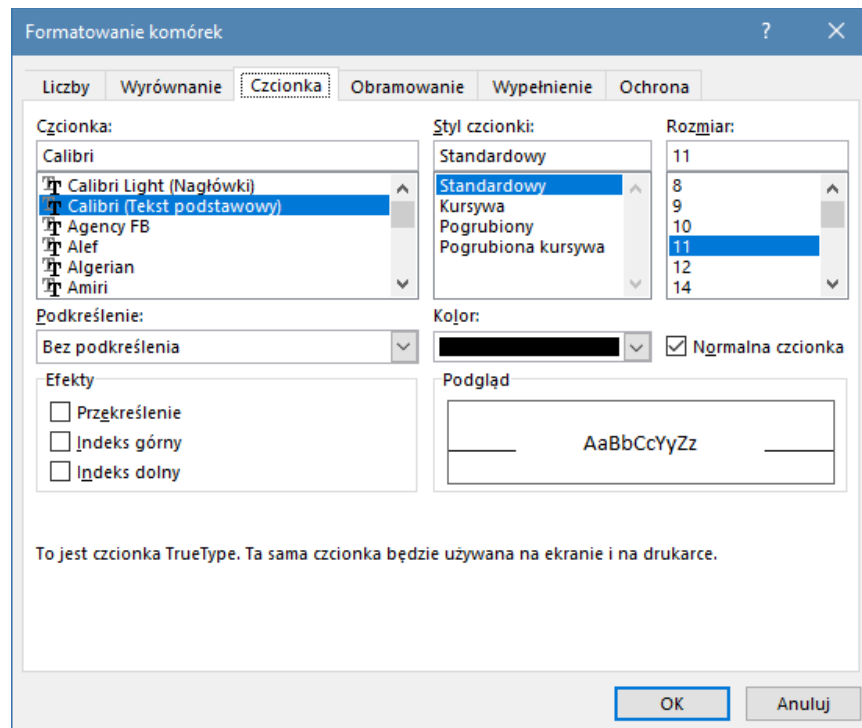 Formatowanie komórek
Liczby Wyrównanie Czcionka Obramowanie Wypełnienie Ochrona
Czcionka:
Calibri
Calibri Light (Nagłówki)
Calibri (Tekst podstawowy)
Agency FB
Alef
Algerian
Amiri
Styl czcionki:
Standardowy
Standardowy
Kursywa
Pogrubiony
Pogrubiona kursywa
Rozmiar:
11
8
9
10
11
12
14
Podkreślenie:
Bez podkreślenia
Kolor:
Normalna czcionka
Efekty
Przekreślenie
Indeks górny
Indeks dolny
Podgląd
AaBbCcYyZz
To jest czcionka TrueType. Ta sama czcionka będzie używana na ekranie i na drukarce.
OK Anuluj